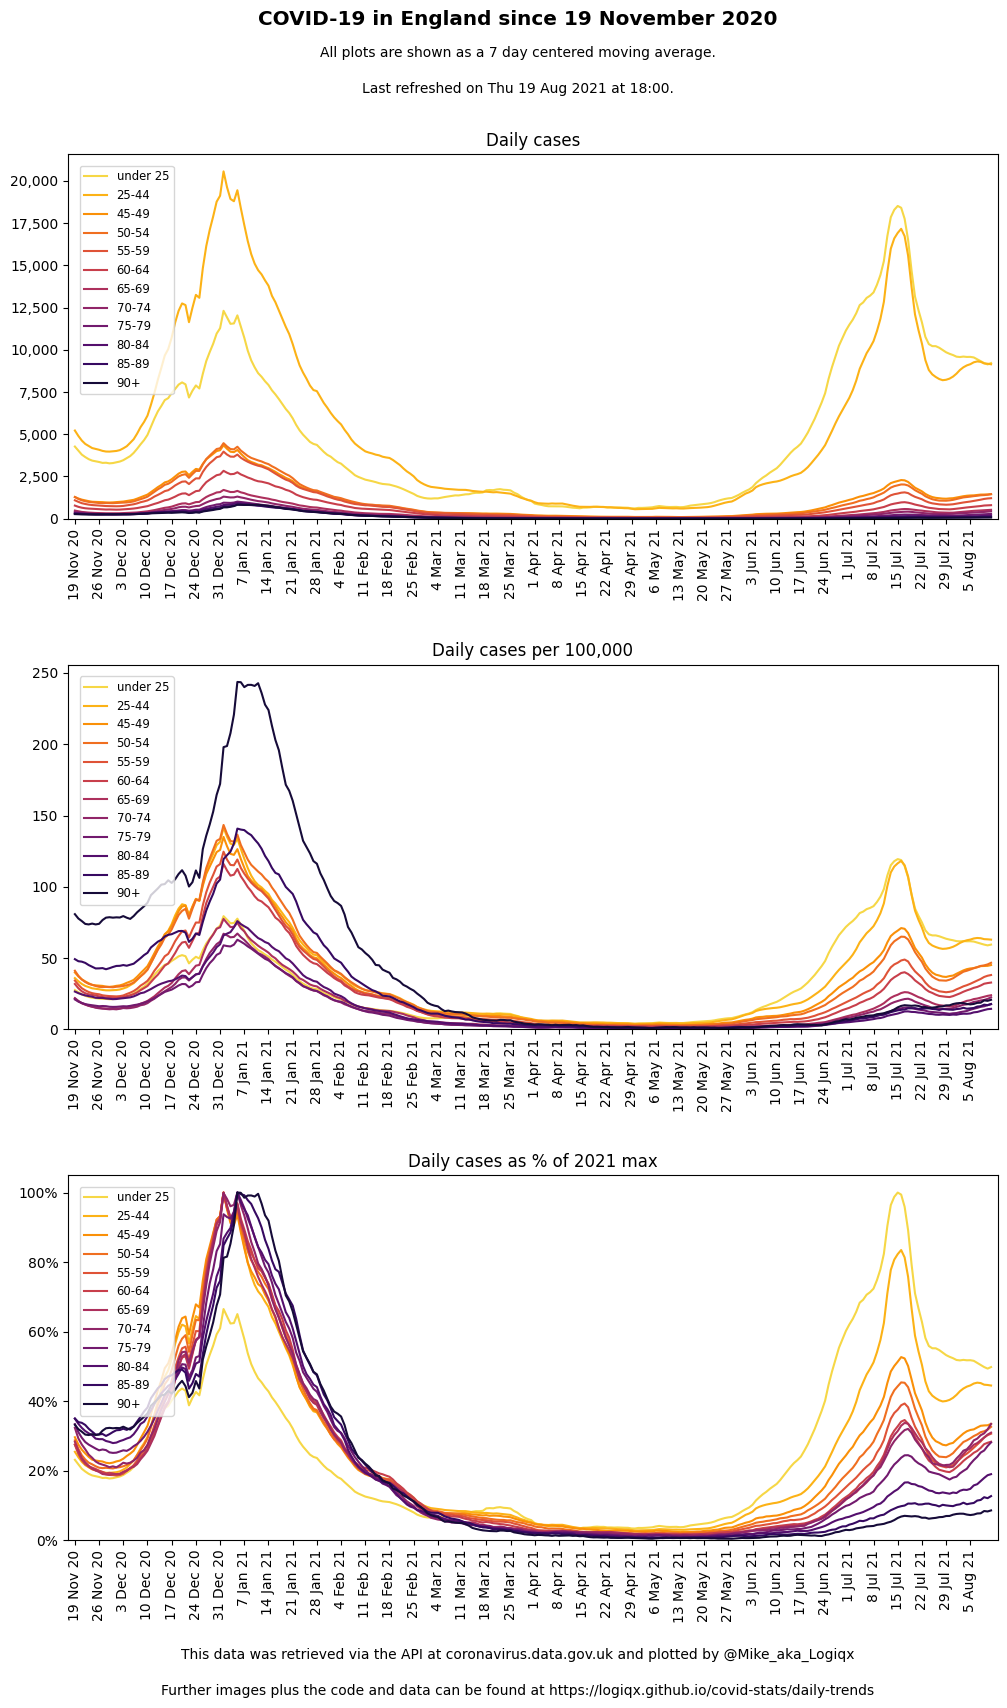 COVID-19 in England since 19 November 2020
All plots are shown as a 7 day centered moving average.
Last refreshed on Thu 19 Aug 2021 at 18:00.
Daily cases
20,000
17,500
15,000
12,500
10,000
7,500
5,000
2,500
0
under 25
25-44
45-49
50-54
55-59
60-64
65-69
70-74
75-79
80-84
85-89
90+
19 Nov 20
26 Nov 20
3 Dec 20
10 Dec 20
17 Dec 20
24 Dec 20
31 Dec 20
7 Jan 21
14 Jan 21
21 Jan 21
28 Jan 21
4 Feb 21
11 Feb 21
18 Feb 21
25 Feb 21
4 Mar 21
11 Mar 21
18 Mar 21
25 Mar 21
1 Apr 21
8 Apr 21
15 Apr 21
22 Apr 21
29 Apr 21
6 May 21
13 May 21
20 May 21
27 May 21
3 Jun 21
10 Jun 21
17 Jun 21
24 Jun 21
1 Jul 21
8 Jul 21
15 Jul 21
22 Jul 21
29 Jul 21
5 Aug 21
Daily cases per 100,000
250
200
150
100
50
0
under 25
25-44
45-49
50-54
55-59
60-64
65-69
70-74
75-79
80-84
85-89
90+
19 Nov 20
26 Nov 20
3 Dec 20
10 Dec 20
17 Dec 20
24 Dec 20
31 Dec 20
7 Jan 21
14 Jan 21
21 Jan 21
28 Jan 21
4 Feb 21
11 Feb 21
18 Feb 21
25 Feb 21
4 Mar 21
11 Mar 21
18 Mar 21
25 Mar 21
1 Apr 21
8 Apr 21
15 Apr 21
22 Apr 21
29 Apr 21
6 May 21
13 May 21
20 May 21
27 May 21
3 Jun 21
10 Jun 21
17 Jun 21
24 Jun 21
1 Jul 21
8 Jul 21
15 Jul 21
22 Jul 21
29 Jul 21
5 Aug 21
Daily cases as % of 2021 max
100%
80%
60%
40%
20%
0%
under 25
25-44
45-49
50-54
55-59
60-64
65-69
70-74
75-79
80-84
85-89
90+
19 Nov 20
26 Nov 20
3 Dec 20
10 Dec 20
17 Dec 20
24 Dec 20
31 Dec 20
7 Jan 21
14 Jan 21
21 Jan 21
28 Jan 21
4 Feb 21
11 Feb 21
18 Feb 21
25 Feb 21
4 Mar 21
11 Mar 21
18 Mar 21
25 Mar 21
1 Apr 21
8 Apr 21
15 Apr 21
22 Apr 21
29 Apr 21
6 May 21
13 May 21
20 May 21
27 May 21
3 Jun 21
10 Jun 21
17 Jun 21
24 Jun 21
1 Jul 21
8 Jul 21
15 Jul 21
22 Jul 21
29 Jul 21
5 Aug 21
This data was retrieved via the API at coronavirus.data.gov.uk and plotted by @Mike_aka_Logiqx
Further images plus the code and data can be found at https://logiqx.github.io/covid-stats/daily-trends